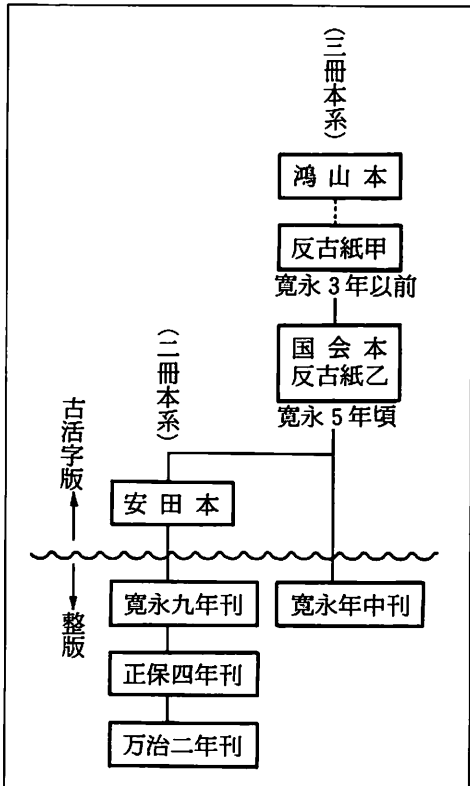 （三冊本系）
鴻山本
反古紙甲
寛永3年以前
国会本
反古紙乙
寛永5年頃
（二冊本系）
安田本
古活字版
整版
寛永九年刊
寛永年中刊
正保四年刊
万治二年刊